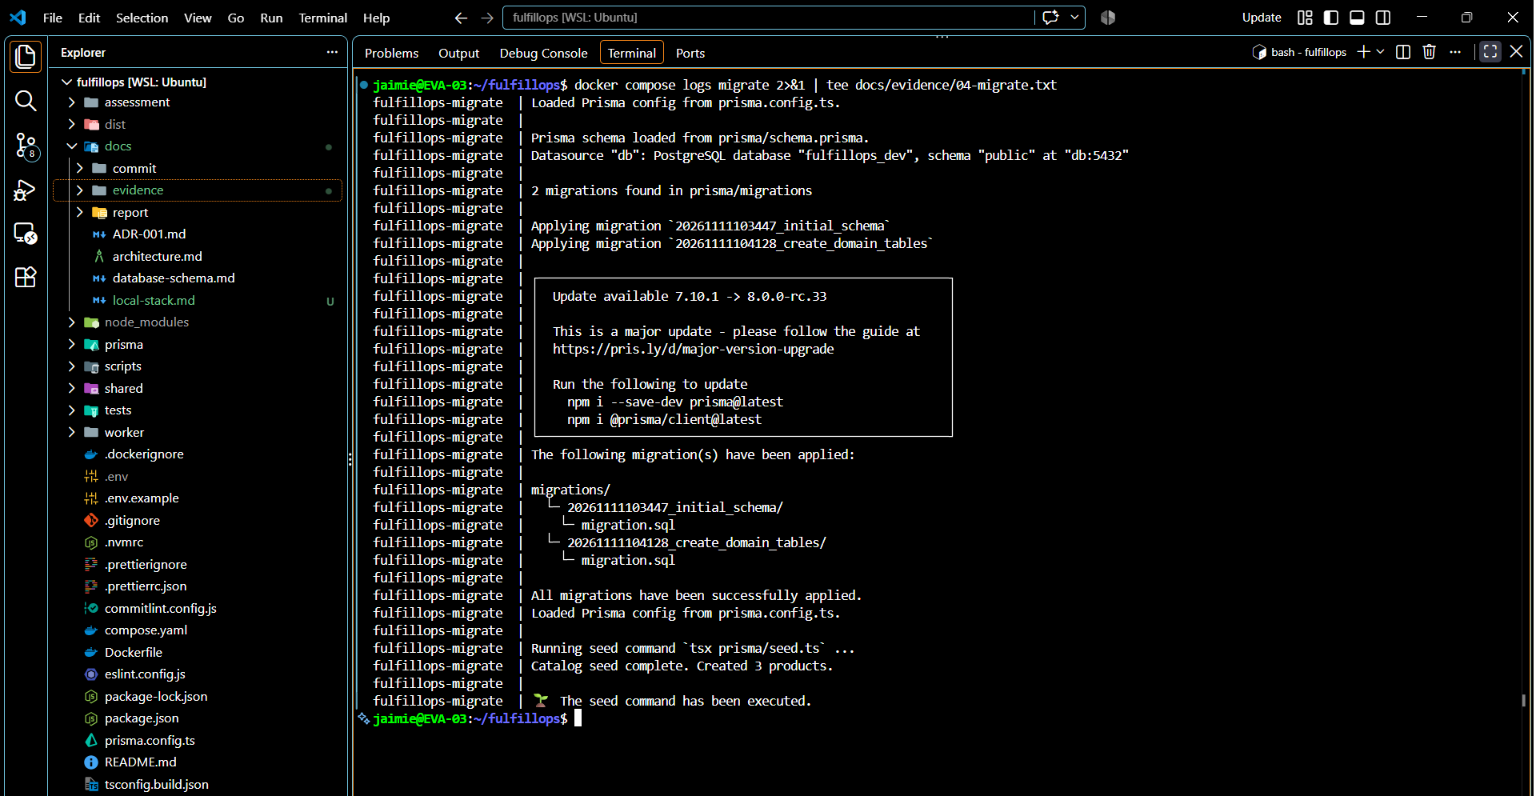 File Edit Selection View Go Run Terminal Help
fulfillops [WSL: Ubuntu]
Update
Explorer
fulfillops [WSL: Ubuntu]
assessment
dist
docs
commit
evidence
report
ADR-001.md
architecture.md
database-schema.md
local-stack.md U
node_modules
prisma
scripts
shared
tests
worker
.dockerignore
.env
.env.example
.gitignore
.nvmrc
.prettierignore
.prettierrc.json
commitlint.config.js
compose.yaml
Dockerfile
eslint.config.js
package-lock.json
package.json
prisma.config.ts
README.md
tsconfig.build.json
8
Problems Output Debug Console Terminal Ports
bash - fulfillops
jaimie@EVA-03:~/fulfillops$ docker compose logs migrate 2>&1 | tee docs/evidence/04-migrate.txt
fulfillops-migrate | Loaded Prisma config from prisma.config.ts.
fulfillops-migrate |
fulfillops-migrate | Prisma schema loaded from prisma/schema.prisma.
fulfillops-migrate | Datasource "db": PostgreSQL database "fulfillops_dev", schema "public" at "db:5432"
fulfillops-migrate |
fulfillops-migrate | 2 migrations found in prisma/migrations
fulfillops-migrate |
fulfillops-migrate | Applying migration `20261111103447_initial_schema`
fulfillops-migrate | Applying migration `20261111104128_create_domain_tables`
fulfillops-migrate |
fulfillops-migrate |
fulfillops-migrate | Update available 7.10.1 -> 8.0.0-rc.33
fulfillops-migrate |
fulfillops-migrate | This is a major update - please follow the guide at
fulfillops-migrate | https://pris.ly/d/major-version-upgrade
fulfillops-migrate |
fulfillops-migrate | Run the following to update
fulfillops-migrate | npm i --save-dev prisma@latest
fulfillops-migrate | npm i @prisma/client@latest
fulfillops-migrate |
fulfillops-migrate | The following migration(s) have been applied:
fulfillops-migrate |
fulfillops-migrate | migrations/
fulfillops-migrate | └─ 20261111103447_initial_schema/
fulfillops-migrate | └─ migration.sql
fulfillops-migrate | └─ 20261111104128_create_domain_tables/
fulfillops-migrate | └─ migration.sql
fulfillops-migrate |
fulfillops-migrate | All migrations have been successfully applied.
fulfillops-migrate | Loaded Prisma config from prisma.config.ts.
fulfillops-migrate |
fulfillops-migrate | Running seed command `tsx prisma/seed.ts` ...
fulfillops-migrate | Catalog seed complete. Created 3 products.
fulfillops-migrate |
fulfillops-migrate | 🌱 The seed command has been executed.
jaimie@EVA-03:~/fulfillops$